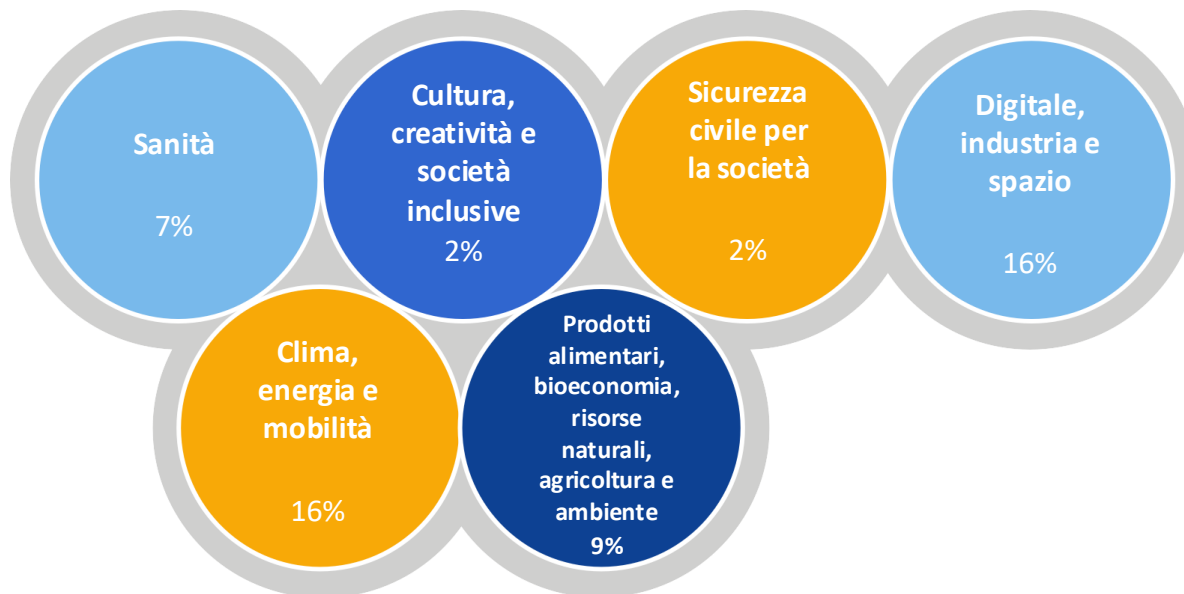 Sanità
7%
Cultura,
creatività e
società
inclusive
2%
Sicurezza
civile per
la società
2%
Digitale,
industria e
spazio
16%
Clima,
energia e
mobilità
16%
Prodotti
alimentari,
bioeconomia,
risorse
naturali,
agricoltura e
ambiente
9%